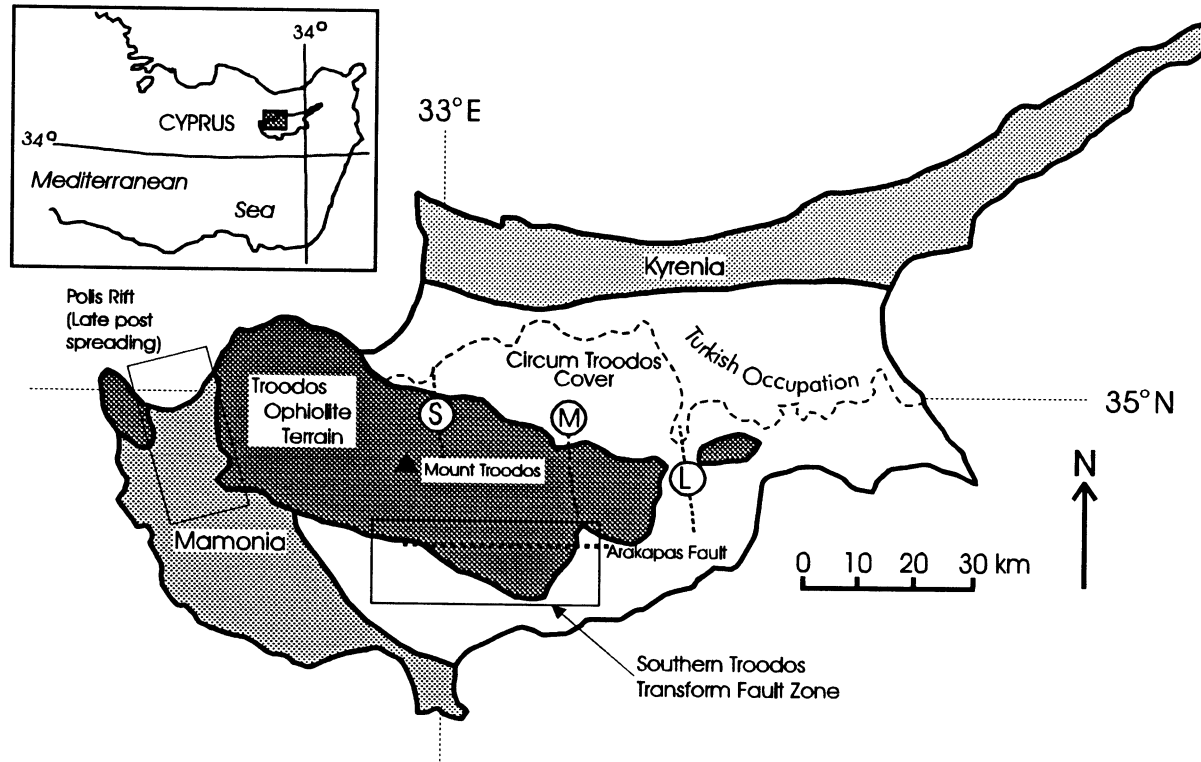 34°
CYPRUS
34°
Mediterranean
Sea
33°E
Kyrenia
Polis Rift
(Late post
spreading)
Troodos
Ophiolite
Terrain
Circum Troodos
Cover
Turkish Occupation
35°N
S
M
L
Mount Troodos
N
Mamonia
Arakapas Fault
0 10 20 30 km
Southern Troodos
Transform Fault Zone